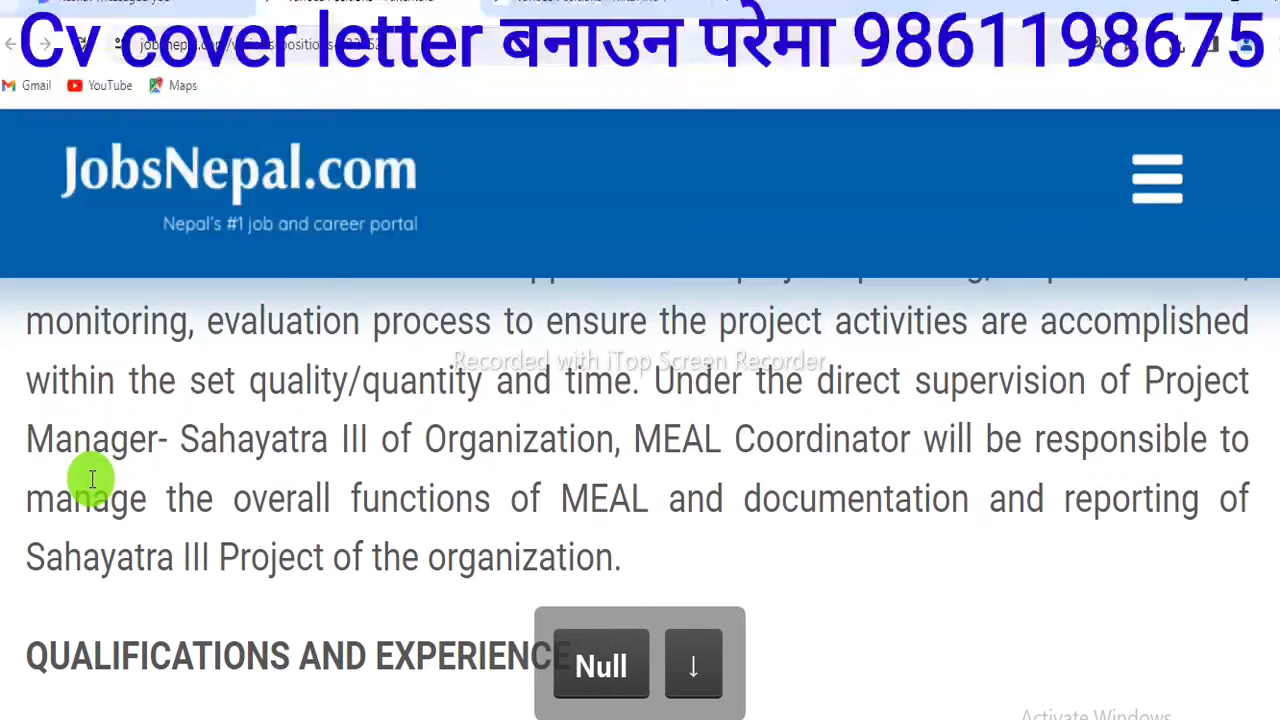 Cv cover letter बनाउन परेमा 9861198675
Gmail YouTube Maps
JobsNepal.com
Nepal's #1 job and career portal
monitoring, evaluation process to ensure the project activities are accomplished
Recorded with iTop Screen Recorder
within the set quality/quantity and time. Under the direct supervision of Project
Manager- Sahayatra III of Organization, MEAL Coordinator will be responsible to
manage the overall functions of MEAL and documentation and reporting of
Sahayatra III Project of the organization.
QUALIFICATIONS AND EXPERIENCE
Null ↓
Activate Windows